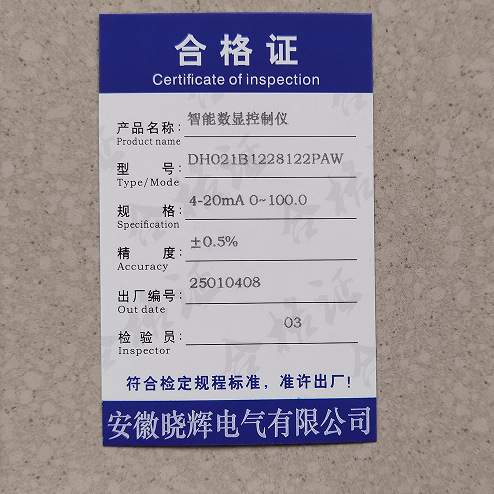 合格证
Certificate of inspection
产品名称: 智能数显控制仪
Product name
型 号: DH021B1228122PAW
Type/Mode
规 格: 4-20mA 0~100.0
Specification
精 度: ±0.5%
Accuracy
出厂编号: 25010408
Out date
检 验 员: 03
Inspector
符合检定规程标准，准许出厂!
安徽晓辉电气有限公司